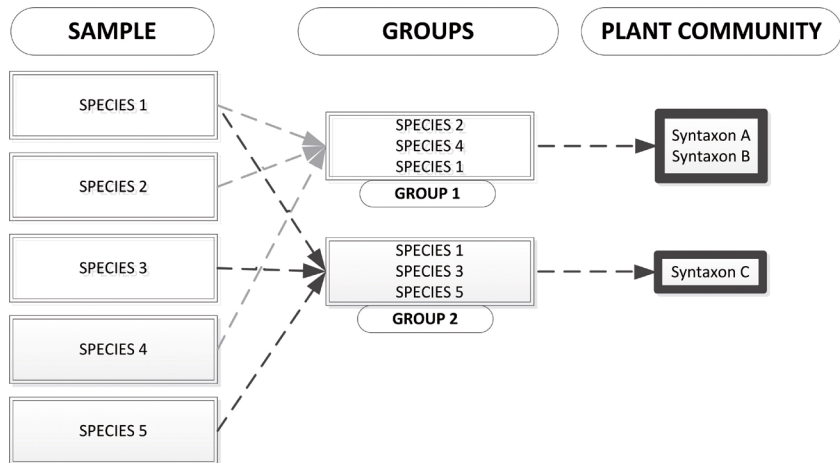 SAMPLE
GROUPS
PLANT COMMUNITY
SPECIES 1
SPECIES 2
SPECIES 3
SPECIES 4
SPECIES 5
SPECIES 2
SPECIES 4
SPECIES 1
GROUP 1
SPECIES 1
SPECIES 3
SPECIES 5
GROUP 2
Syntaxon A
Syntaxon B
Syntaxon C